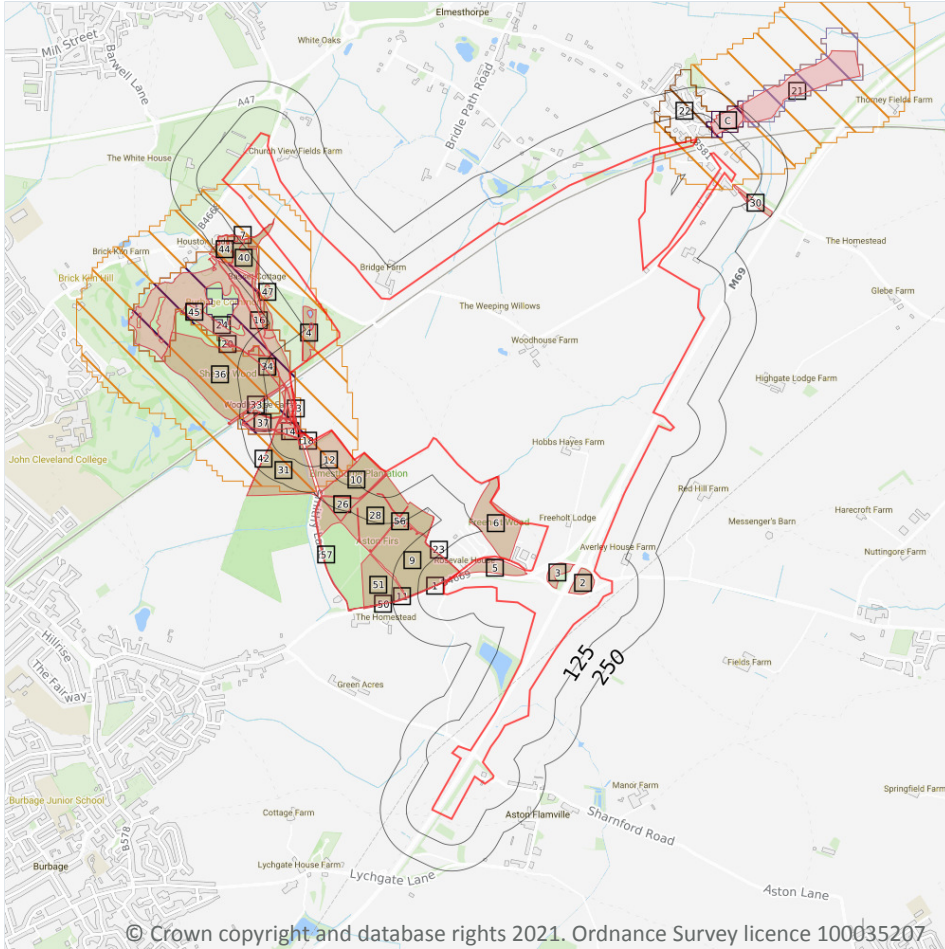 Elmesthorpe
Mill Street
White Oaks
Barwell Lane
Bridle Path Road
A47
22
21
C
Thorney Fields Farm
B581
Church View Fields Farm
The White House
30
B466
7
Brick Kiln Farm
44
40
The Homestead
Bridge Farm
M69
Brick Kiln Hill
47
Glebe Farm
45
16
The Weeping Willows
24
4
Woodhouse Farm
34
36
Highgate Lodge Farm
33
37
14
18
Hobbs Hayes Farm
John Cleveland College
42
31
12
10
Red Hill Farm
26
Harecroft Farm
28
56
6
Freeholt Lodge
Messenger's Barn
Aston Firs
57
23
Averley House Farm
Nuttingore Farm
9
5
3
2
51
1
11
50
The Homestead
Hillrise
The Fairway
125
250
Fields Farm
Green Acres
Manor Farm
Springfield Farm
Burbage Junior School
Cottage Farm
Aston Flamville
Sharnford Road
B578
Burbage
Lychgate House Farm
Lychgate Lane
Aston Lane
© Crown copyright and database rights 2021. Ordnance Survey licence 100035207